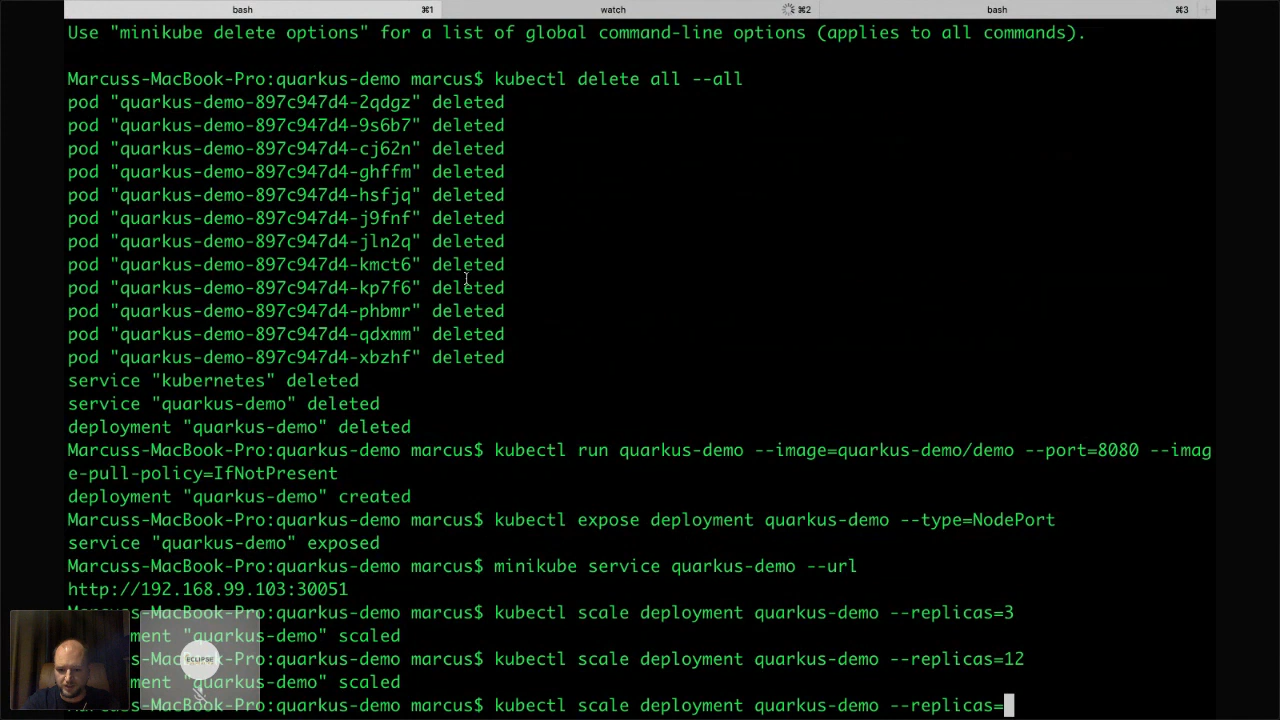 bash ⌘1 watch ⌘2 bash ⌘3 +
Use "minikube delete options" for a list of global command-line options (applies to all commands).
Marcuss-MacBook-Pro:quarkus-demo marcus$ kubectl delete all --all
pod "quarkus-demo-897c947d4-2qdgz" deleted
pod "quarkus-demo-897c947d4-9s6b7" deleted
pod "quarkus-demo-897c947d4-cj62n" deleted
pod "quarkus-demo-897c947d4-ghffm" deleted
pod "quarkus-demo-897c947d4-hsfjq" deleted
pod "quarkus-demo-897c947d4-j9fnf" deleted
pod "quarkus-demo-897c947d4-jln2q" deleted
pod "quarkus-demo-897c947d4-kmct6" deleted
pod "quarkus-demo-897c947d4-kp7f6" deleted
pod "quarkus-demo-897c947d4-phbmr" deleted
pod "quarkus-demo-897c947d4-qdxmm" deleted
pod "quarkus-demo-897c947d4-xbzhf" deleted
service "kubernetes" deleted
service "quarkus-demo" deleted
deployment "quarkus-demo" deleted
Marcuss-MacBook-Pro:quarkus-demo marcus$ kubectl run quarkus-demo --image=quarkus-demo/demo --port=8080 --imag
e-pull-policy=IfNotPresent
deployment "quarkus-demo" created
Marcuss-MacBook-Pro:quarkus-demo marcus$ kubectl expose deployment quarkus-demo --type=NodePort
service "quarkus-demo" exposed
Marcuss-MacBook-Pro:quarkus-demo marcus$ minikube service quarkus-demo --url
http://192.168.99.103:30051
Marcuss-MacBook-Pro:quarkus-demo marcus$ kubectl scale deployment quarkus-demo --replicas=3
ment "quarkus-demo" scaled
Marcuss-MacBook-Pro:quarkus-demo marcus$ kubectl scale deployment quarkus-demo --replicas=12
ment "quarkus-demo" scaled
Marcuss-MacBook-Pro:quarkus-demo marcus$ kubectl scale deployment quarkus-demo --replicas=
ECLIPSE